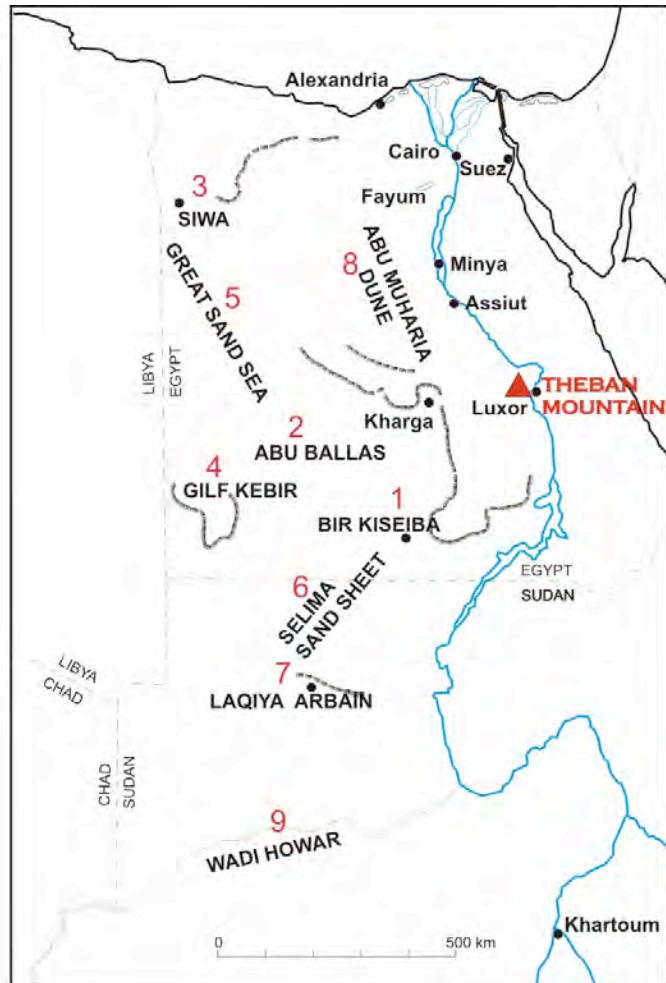 Alexandria
Cairo
Suez
3
SIWA
Fayum
GREAT SAND SEA
5
8
ABU MUHARIA
DUNE
Minya
Assiut
LIBYA
EGYPT
THEBAN
MOUNTAIN
Luxor
Kharga
2
ABU BALLAS
4
GILF KEBIR
1
BIR KISEIBA
EGYPT
SUDAN
6
SELIMA
SAND SHEET
LIBYA
CHAD
7
LAQIYA ARBAIN
CHAD
SUDAN
9
WADI HOWAR
Khartoum
0 500 km